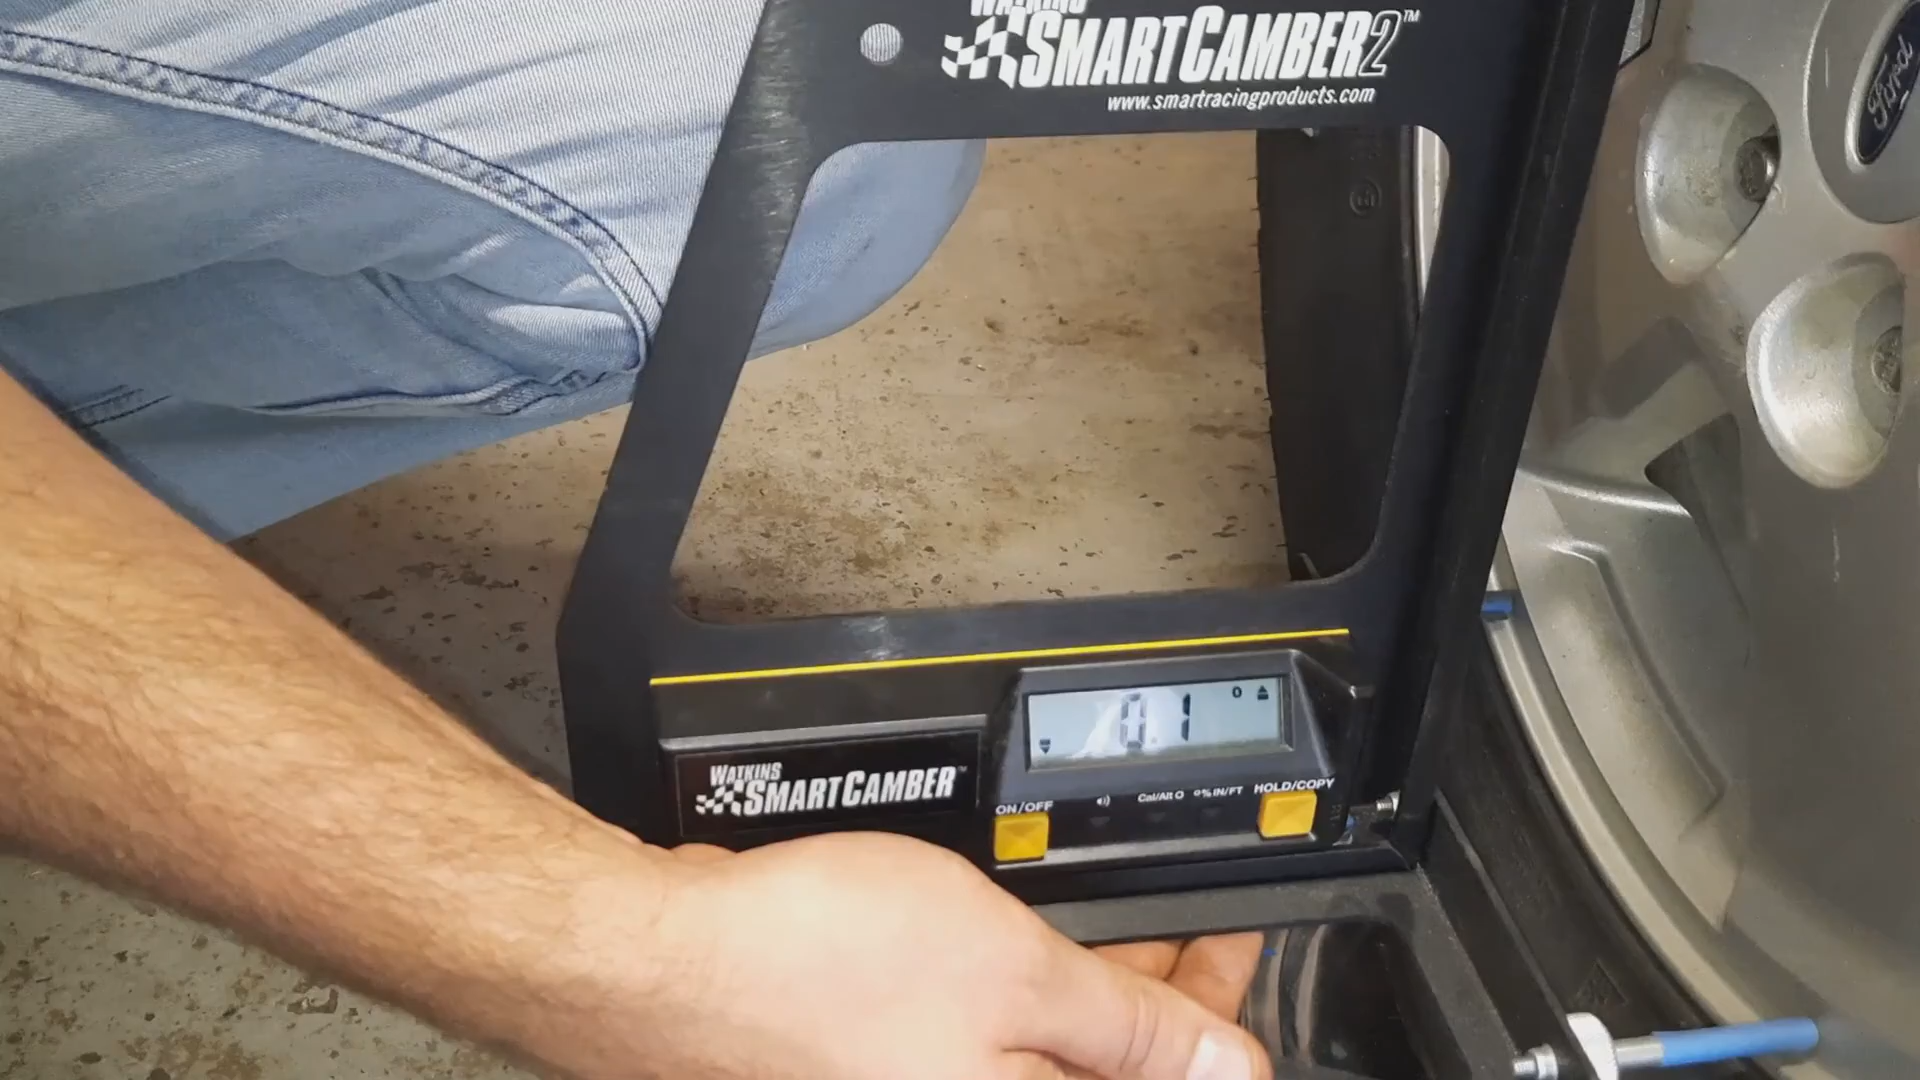 WATKINS
SMARTCAMBER2™
www.smartracingproducts.com
Ford
0.1 °
WATKINS
SMARTCAMBER™
ON/OFF
Cal/Alt 0
°%IN/FT
HOLD/COPY